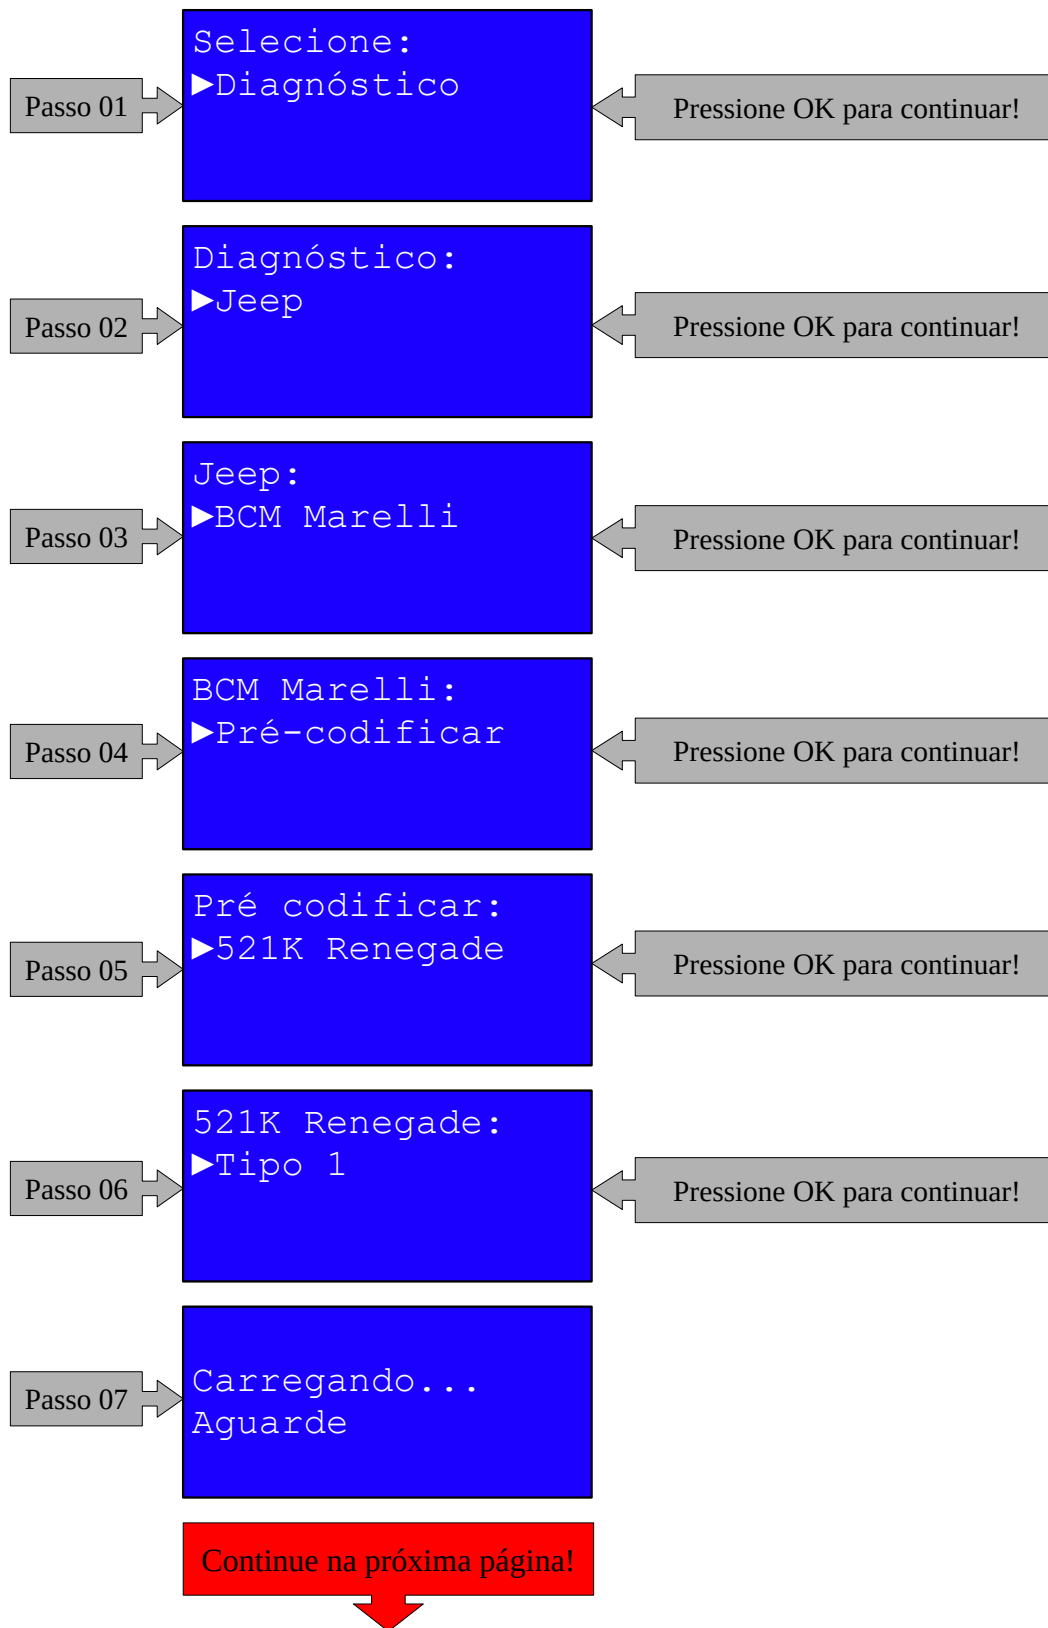 Selecione:
Passo 01
►Diagnóstico
Pressione OK para continuar!
Diagnóstico:
Passo 02
►Jeep
Pressione OK para continuar!
Jeep:
Passo 03
►BCM Marelli
Pressione OK para continuar!
BCM Marelli:
Passo 04
►Pré-codificar
Pressione OK para continuar!
Pré codificar:
Passo 05
►521K Renegade
Pressione OK para continuar!
521K Renegade:
Passo 06
►Tipo 1
Pressione OK para continuar!
Passo 07
Carregando...
Aguarde
Continue na próxima página!